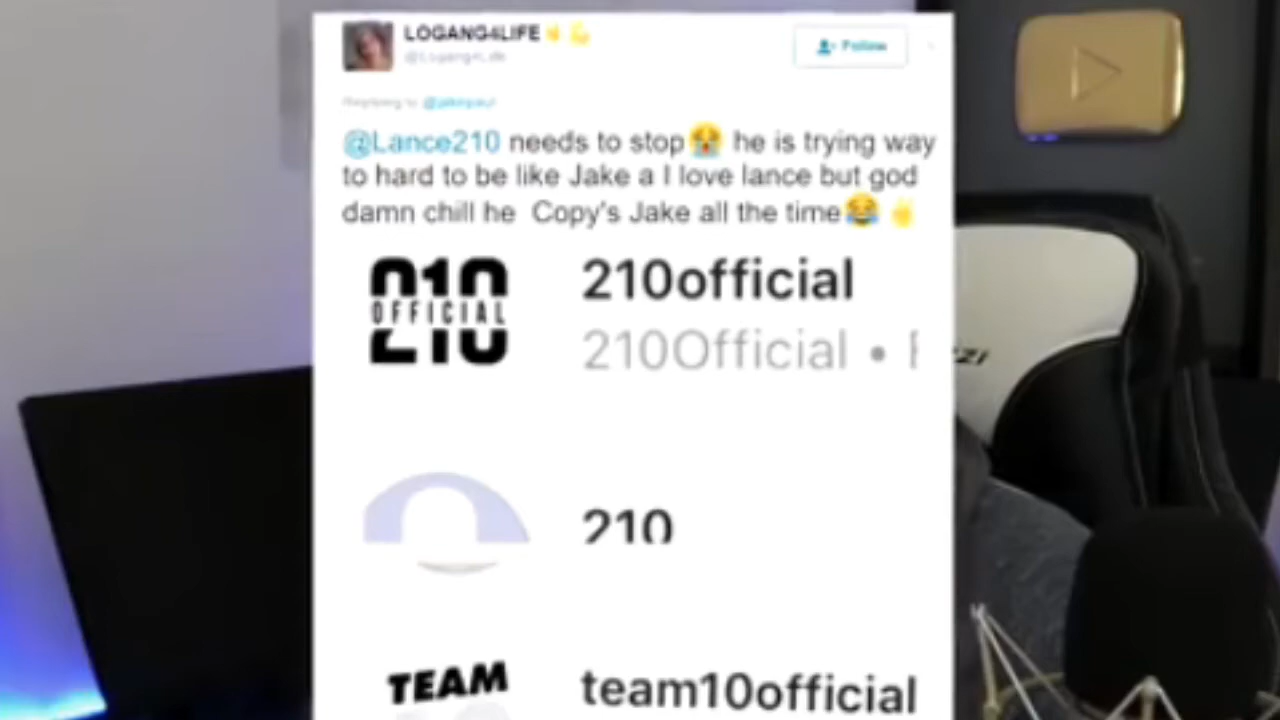 LOGANG4LIFE
Follow
@Lance210 needs to stop😭 he is trying way
to hard to be like Jake a I love lance but god
damn chill he Copy's Jake all the time😂✌
210
OFFICIAL
210official
210Official •
210
TEAM
team10official